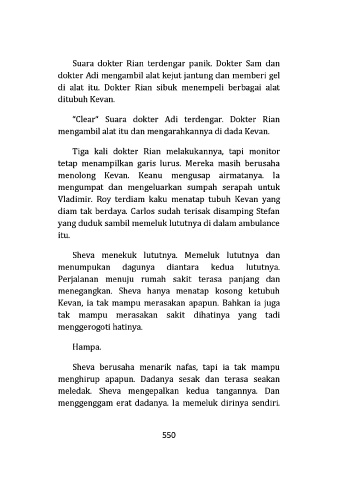 Suara dokter Rian terdengar panik. Dokter Sam dan
dokter Adi mengambil alat kejut jantung dan memberi gel
di alat itu. Dokter Rian sibuk menempeli berbagai alat
ditubuh Kevan.
“Clear” Suara dokter Adi terdengar. Dokter Rian
mengambil alat itu dan mengarahkannya di dada Kevan.
Tiga kali dokter Rian melakukannya, tapi monitor
tetap menampilkan garis lurus. Mereka masih berusaha
menolong Kevan. Keanu mengusap airmatanya. Ia
mengumpat dan mengeluarkan sumpah serapah untuk
Vladimir. Roy terdiam kaku menatap tubuh Kevan yang
diam tak berdaya. Carlos sudah terisak disamping Stefan
yang duduk sambil memeluk lututnya di dalam ambulance
itu.
Sheva menekuk lututnya. Memeluk lututnya dan
menumpukan dagunya diantara kedua lututnya.
Perjalanan menuju rumah sakit terasa panjang dan
menegangkan. Sheva hanya menatap kosong ketubuh
Kevan, ia tak mampu merasakan apapun. Bahkan ia juga
tak mampu merasakan sakit dihatinya yang tadi
menggerogoti hatinya.
Hampa.
Sheva berusaha menarik nafas, tapi ia tak mampu
menghirup apapun. Dadanya sesak dan terasa seakan
meledak. Sheva mengepalkan kedua tangannya. Dan
menggenggam erat dadanya. Ia memeluk dirinya sendiri.
550